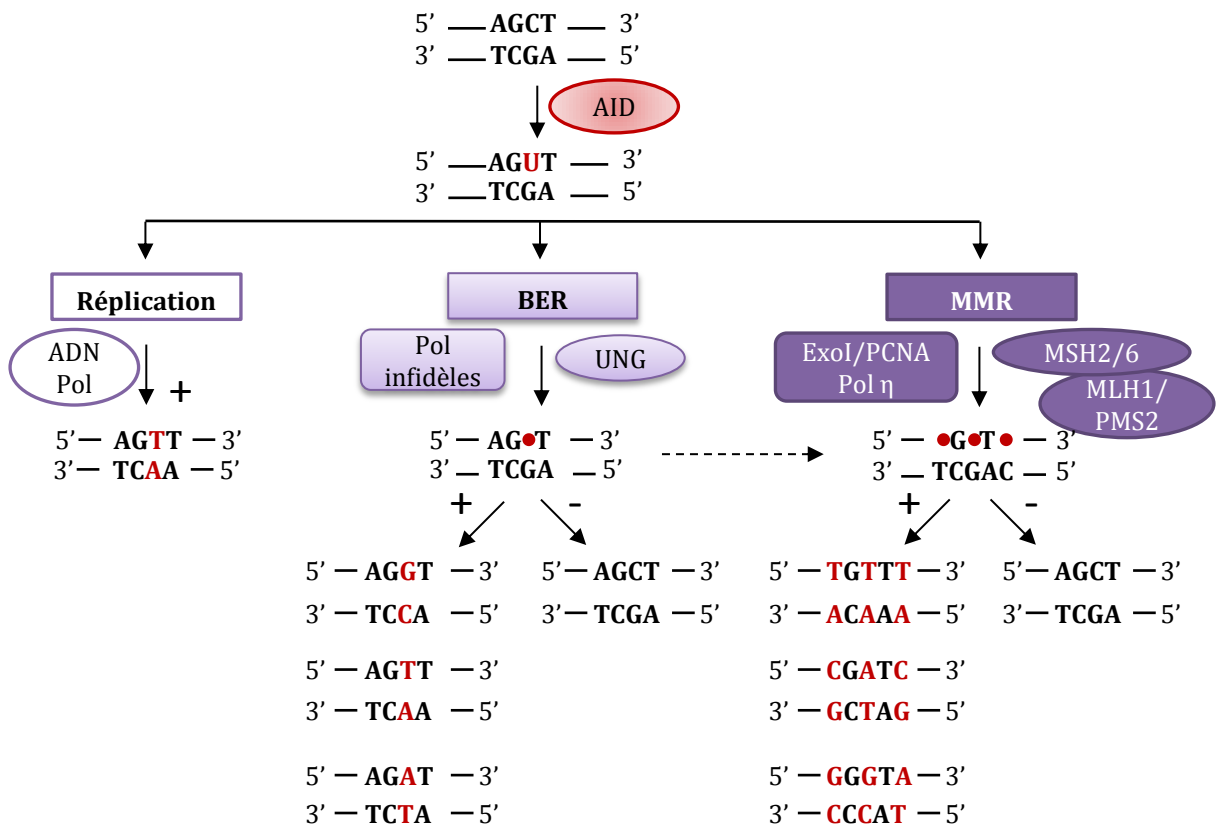 5’ — AGCT — 3’
3’ — TCGA — 5’
AID
5’ — AGUT — 3’
3’ — TCGA — 5’
Réplication
BER
MMR
ADN
Pol
+
Pol
infidèles
UNG
ExoI/PCNA
Pol η
MSH2/6
MLH1/
PMS2
5’— AGTT —3’
3’— TCAA —5’
5’ — AG•T — 3’
3’ — TCGA — 5’
5’ — •G•T• — 3’
3’ — TCGAC — 5’
+ -
+ -
5’ — AGGT — 3’
3’ — TCCA — 5’
5’ — AGCT — 3’
3’ — TCGA — 5’
5’ — AGTT — 3’
3’ — TCAA — 5’
5’ — AGAT — 3’
3’ — TCTA — 5’
5’ — TGTTT — 3’
3’ — ACAAA — 5’
5’ — AGCT — 3’
3’ — TCGA — 5’
5’ — CGATC — 3’
3’ — GCTAG — 5’
5’ — GGGTA — 3’
3’ — CCCAT — 5’